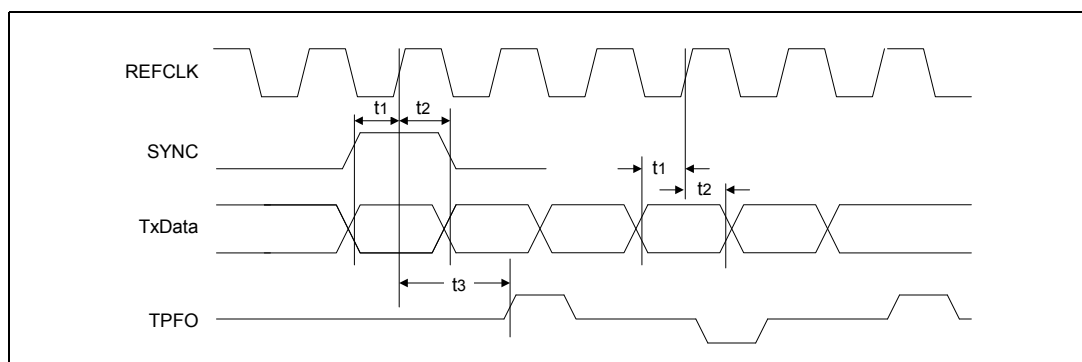 REFCLK
t1 t2
SYNC
t1
t2
TxData
t3
TPFO